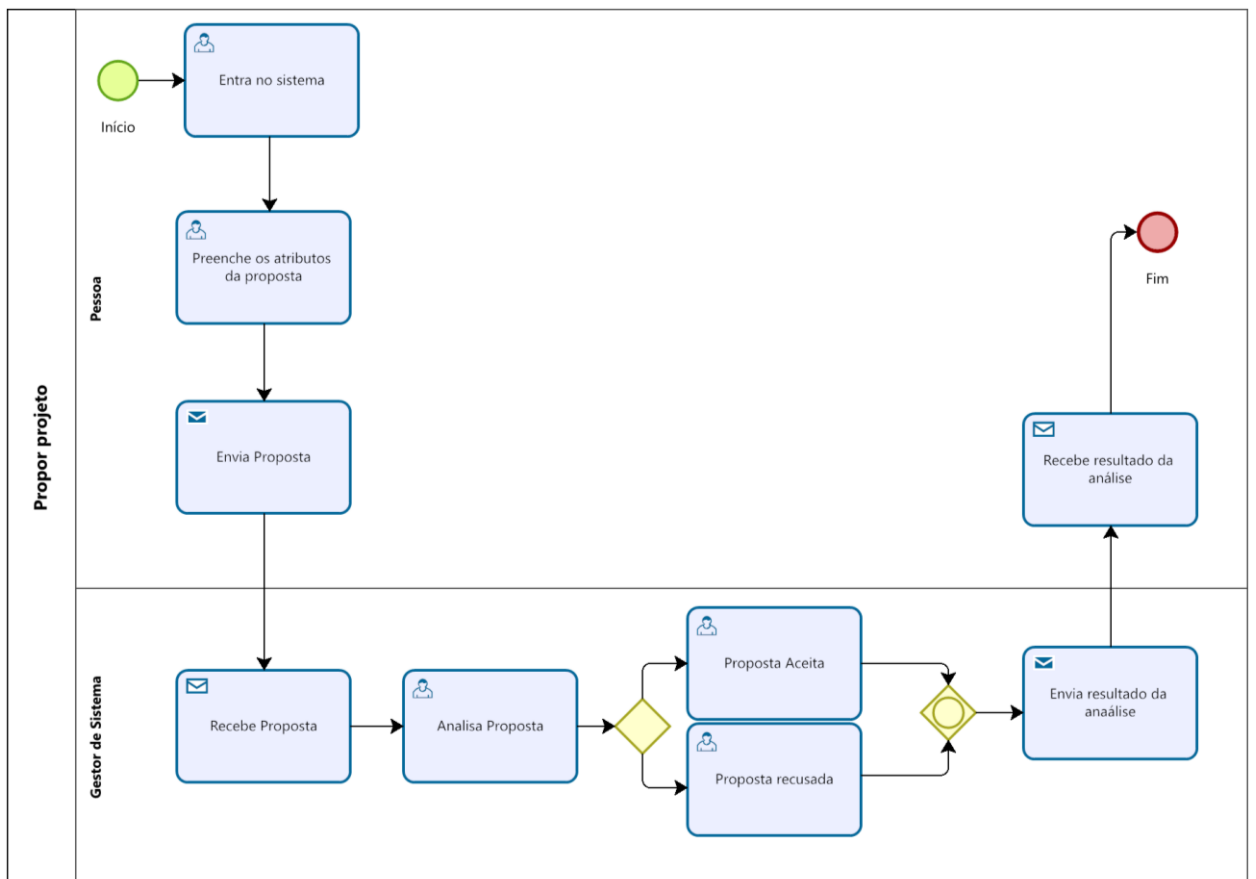 Propor projeto
Pessoa
Início
Entra no sistema
Preenche os atributos
da proposta
Envia Proposta
Fim
Recebe resultado da
análise
Gestor de Sistema
Recebe Proposta
Analisa Proposta
Proposta Aceita
Proposta recusada
Envia resultado da
anaálise